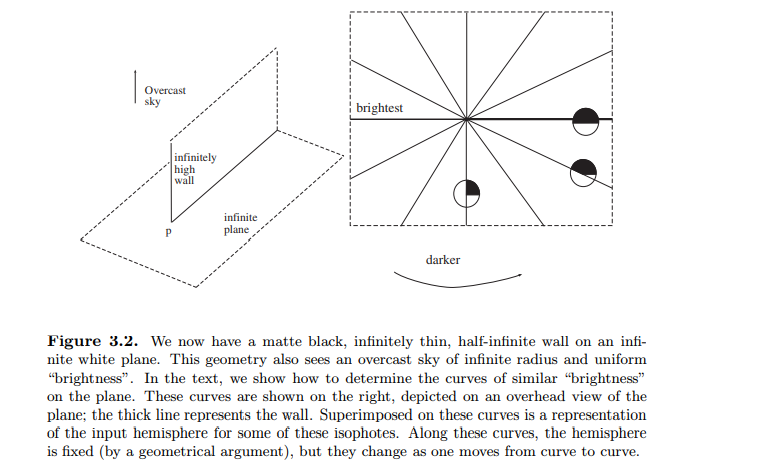 Overcast
sky
infinitely
high
wall
p
infinite
plane
brightest
darker
Figure 3.2. We now have a matte black, infinitely thin, half-infinite wall on an infi-
nite white plane. This geometry also sees an overcast sky of infinite radius and uniform
“brightness”. In the text, we show how to determine the curves of similar “brightness”
on the plane. These curves are shown on the right, depicted on an overhead view of the
plane; the thick line represents the wall. Superimposed on these curves is a representation
of the input hemisphere for some of these isophotes. Along these curves, the hemisphere
is fixed (by a geometrical argument), but they change as one moves from curve to curve.